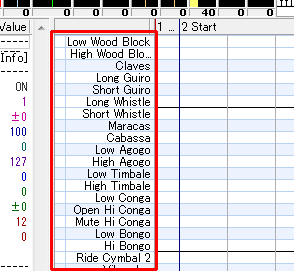 0 0 0 40 0
Value 1 ... 2 Start
Info]
Low Wood Block
High Wood Blo...
Claves
Long Guiro
ON Short Guiro
1 Long Whistle
±0 Short Whistle
Maracas
100 Cabassa
0 Low Agogo
127 High Agogo
0 Low Timbale
0 High Timbale
±0 Low Conga
12 Open Hi Conga
0 Mute Hi Conga
Low Bongo
Hi Bongo
Ride Cymbal 2